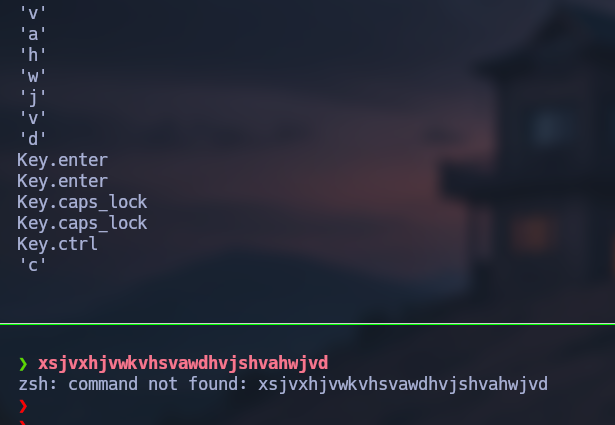 'v'
'a'
'h'
'w'
'j'
'v'
'd'
Key.enter
Key.enter
Key.caps_lock
Key.caps_lock
Key.ctrl
'c'
❯ xsjvxhjvwkvhsvawdhvjshvahwjvd
zsh: command not found: xsjvxhjvwkvhsvawdhvjshvahwjvd
❯
❯